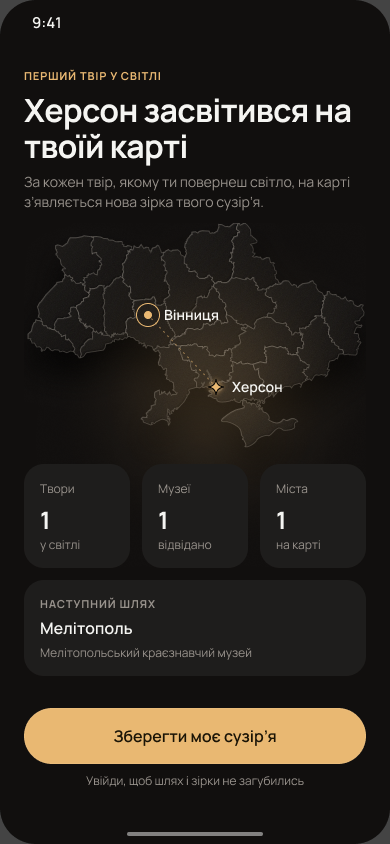 9:41
ПЕРШИЙ ТВІР У СВІТЛІ
Херсон засвітився на
твоїй карті
За кожен твір, якому ти повернеш світло, на карті
з'являється нова зірка твого сузір'я.
Вінниця
Херсон
Твори
1
у світлі
Музеї
1
відвідано
Міста
1
на карті
НАСТУПНИЙ ШЛЯХ
Мелітополь
Мелітопольський краєзнавчий музей
Зберегти моє сузір'я
Увійди, щоб шлях і зірки не загубились